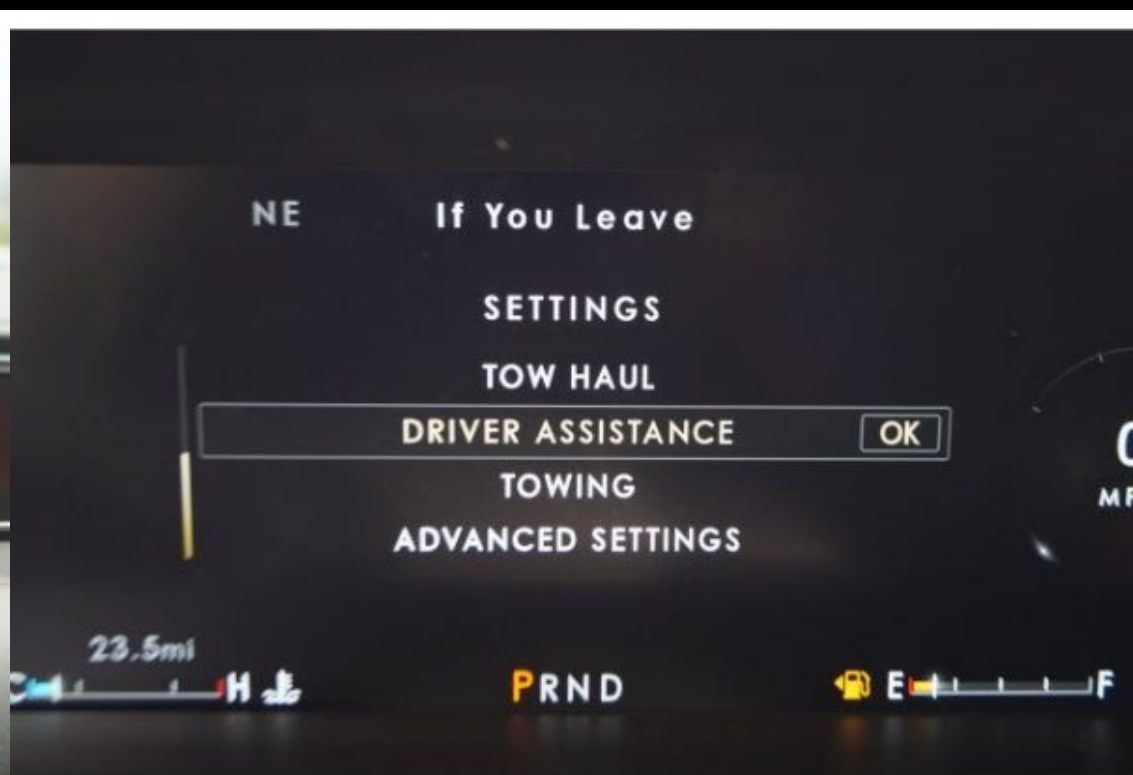 NE If You Leave
SETTINGS
TOW HAUL
DRIVER ASSISTANCE OK
TOWING
ADVANCED SETTINGS
23.5mi
C H PRND E F